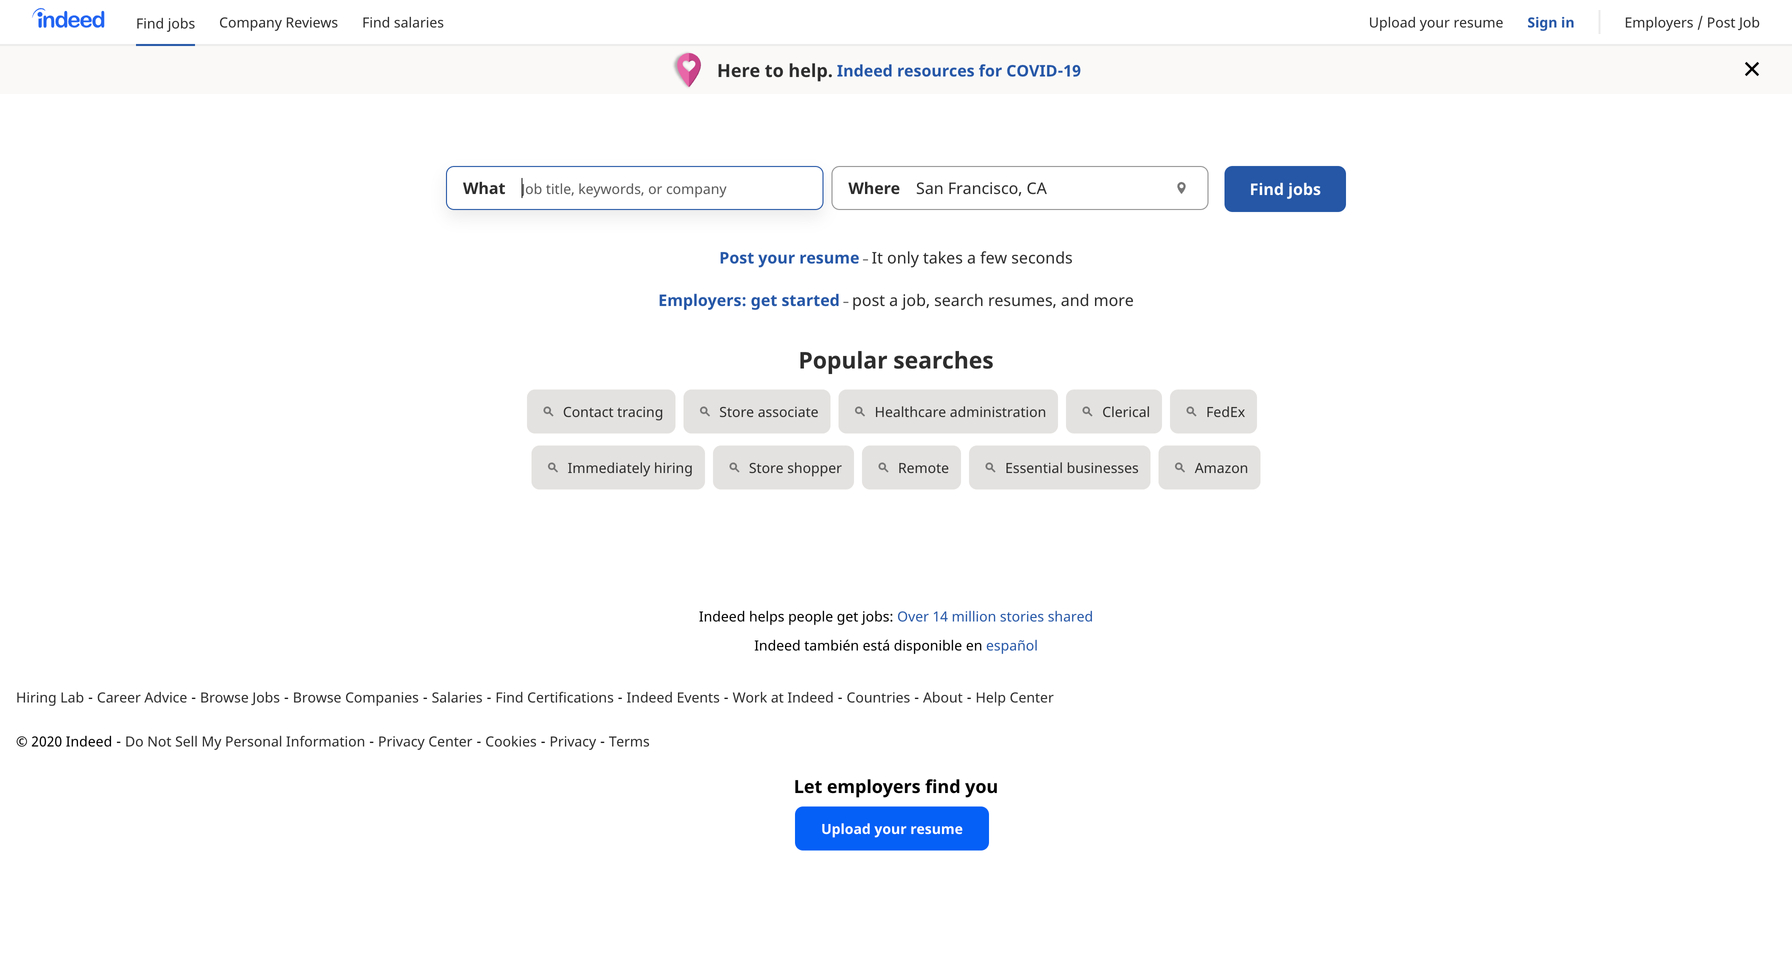 indeed Find jobs Company Reviews Find salaries Upload your resume Sign in Employers / Post Job
Here to help. Indeed resources for COVID-19
What Job title, keywords, or company Where San Francisco, CA Find jobs
Post your resume - It only takes a few seconds
Employers: get started - post a job, search resumes, and more
Popular searches
Contact tracing Store associate Healthcare administration Clerical FedEx
Immediately hiring Store shopper Remote Essential businesses Amazon
Indeed helps people get jobs: Over 14 million stories shared
Indeed también está disponible en español
Hiring Lab - Career Advice - Browse Jobs - Browse Companies - Salaries - Find Certifications - Indeed Events - Work at Indeed - Countries - About - Help Center
© 2020 Indeed - Do Not Sell My Personal Information - Privacy Center - Cookies - Privacy - Terms
Let employers find you
Upload your resume